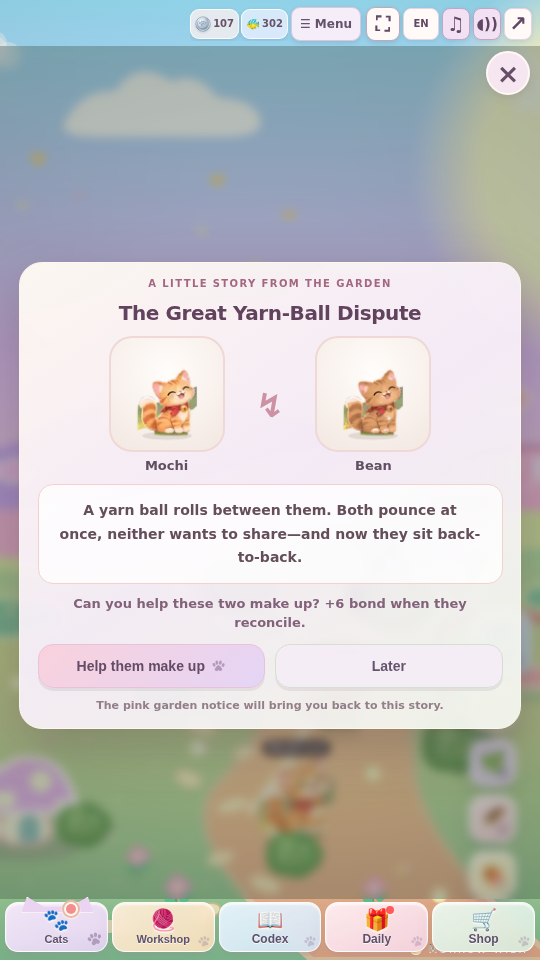 107
302
☰ Menu
EN
A LITTLE STORY FROM THE GARDEN
The Great Yarn-Ball Dispute
Mochi
Bean
A yarn ball rolls between them. Both pounce at
once, neither wants to share—and now they sit back-
to-back.
Can you help these two make up? +6 bond when they
reconcile.
Help them make up
Later
The pink garden notice will bring you back to this story.
Cats
Workshop
Codex
Daily
Shop